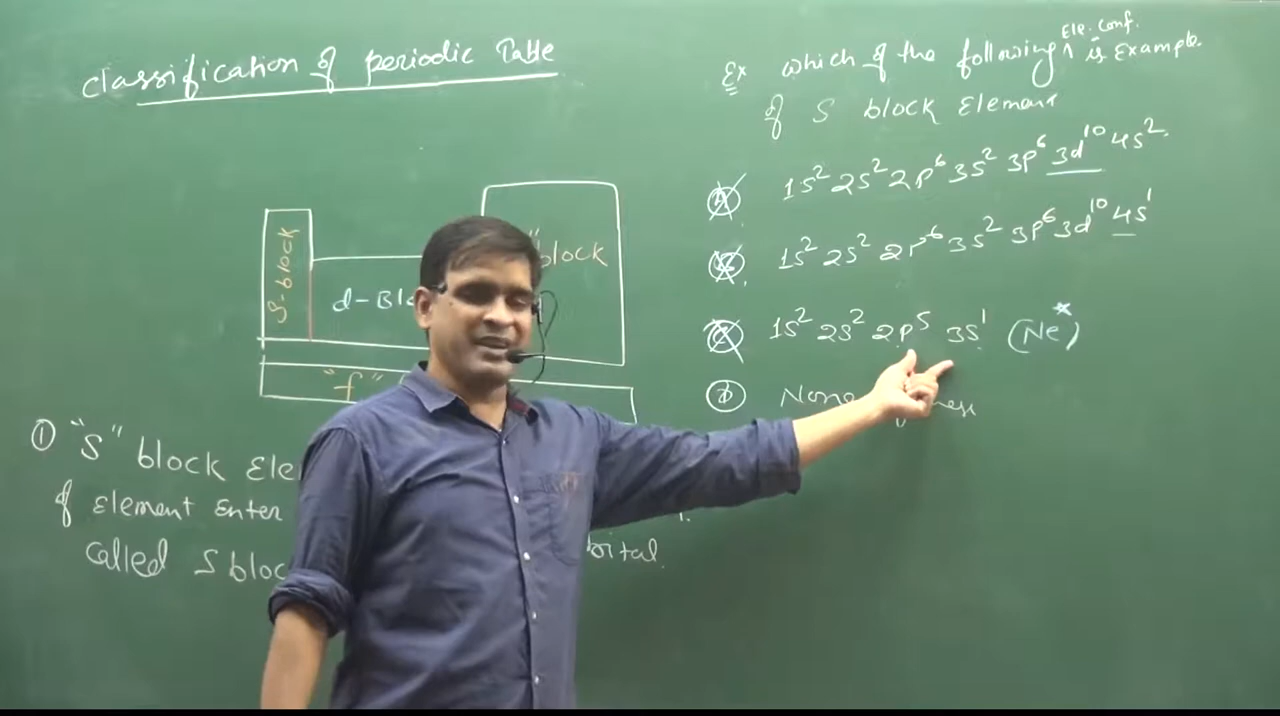 classification of periodic Table
S-block
d-Bl
block
"f"
① "S" block Ele
of element enter
called S bloc
bital.
Ex which of the following ^ Ele. Conf. is Example
of S block Element
(A) 1s² 2s² 2p⁶ 3s² 3p⁶ 3d¹⁰ 4s².
1s² 2s² 2p⁶ 3s² 3p⁶ 3d¹⁰ 4s¹
(C) 1s² 2s² 2p⁵ 3s¹ (Ne*)
(D) None